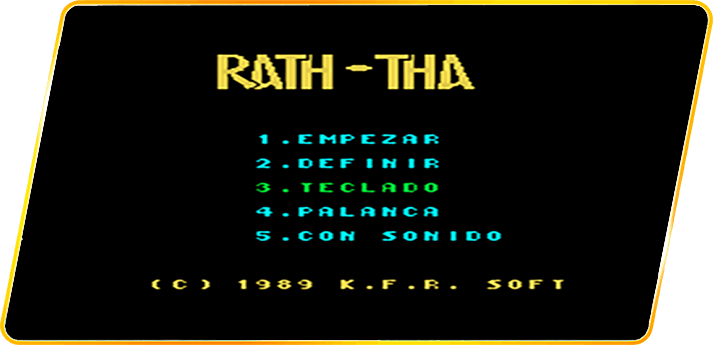 RATH-THA
1.EMPEZAR
2.DEFINIR
3.TECLADO
4.PALANCA
5.CON SONIDO
(C) 1989 K.F.R. SOFT